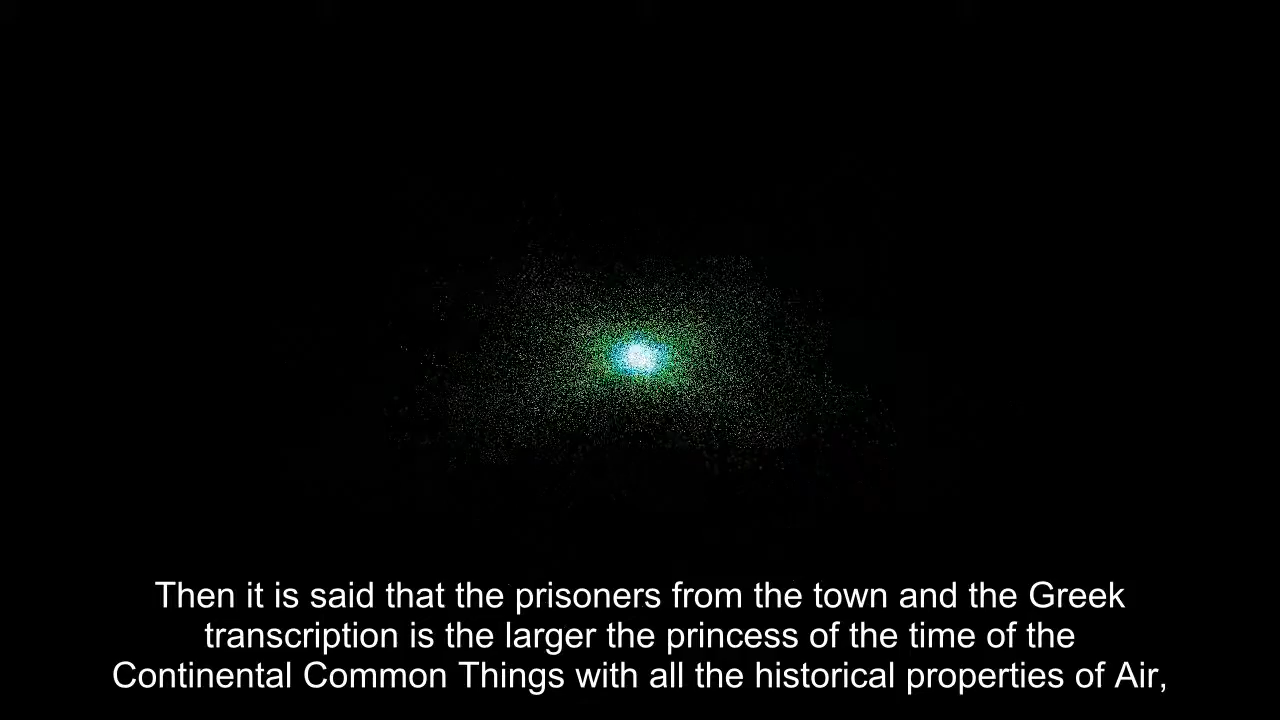 Then it is said that the prisoners from the town and the Greek
transcription is the larger the princess of the time of the
Continental Common Things with all the historical properties of Air,